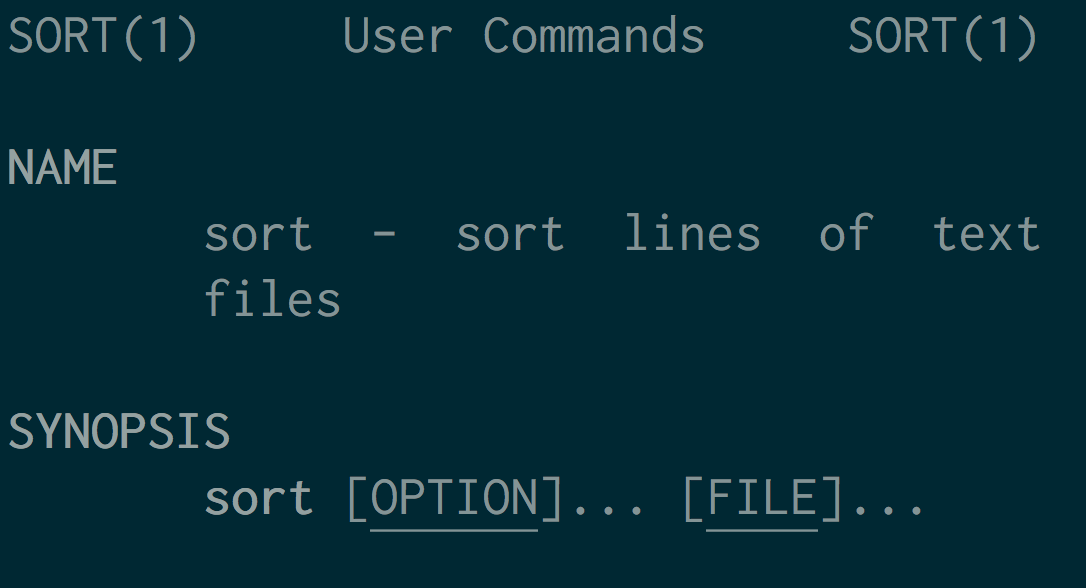 SORT(1) User Commands SORT(1)
NAME
sort - sort lines of text
files
SYNOPSIS
sort [OPTION]... [FILE]...